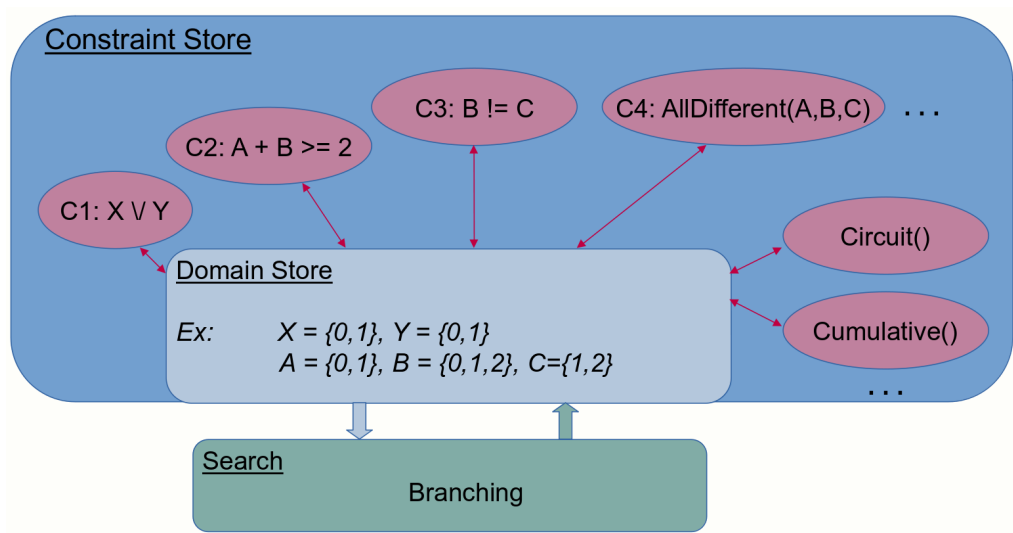 Constraint Store
C3: B != C
C4: AllDifferent(A,B,C)
...
C2: A + B >= 2
C1: X \/ Y
Circuit()
Domain Store
Ex: X = {0,1}, Y = {0,1}
Cumulative()
A = {0,1}, B = {0,1,2}, C={1,2}
...
Search
Branching